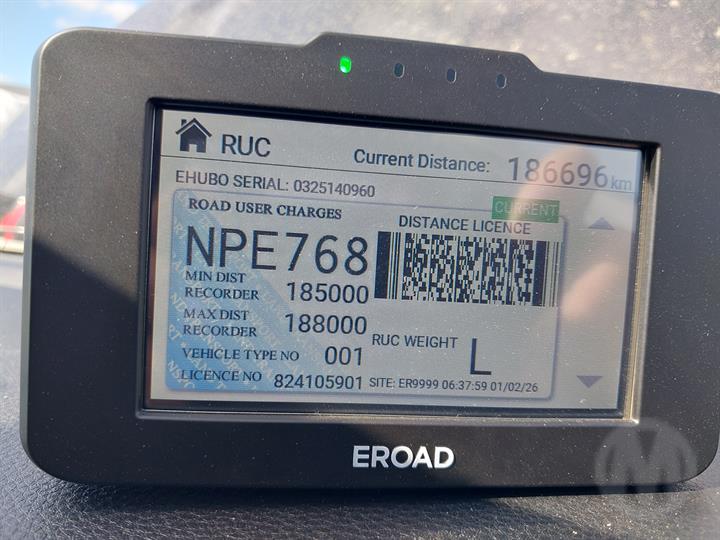 RUC Current Distance: 186696 km
EHUBO SERIAL: 0325140960
CURRENT
ROAD USER CHARGES
DISTANCE LICENCE
NPE768
MIN DIST RECORDER 185000
MAX DIST RECORDER 188000
RUC WEIGHT L
VEHICLE TYPE NO 001
LICENCE NO 824105901
SITE: ER9999 06:37:59 01/02/26
EROAD
M